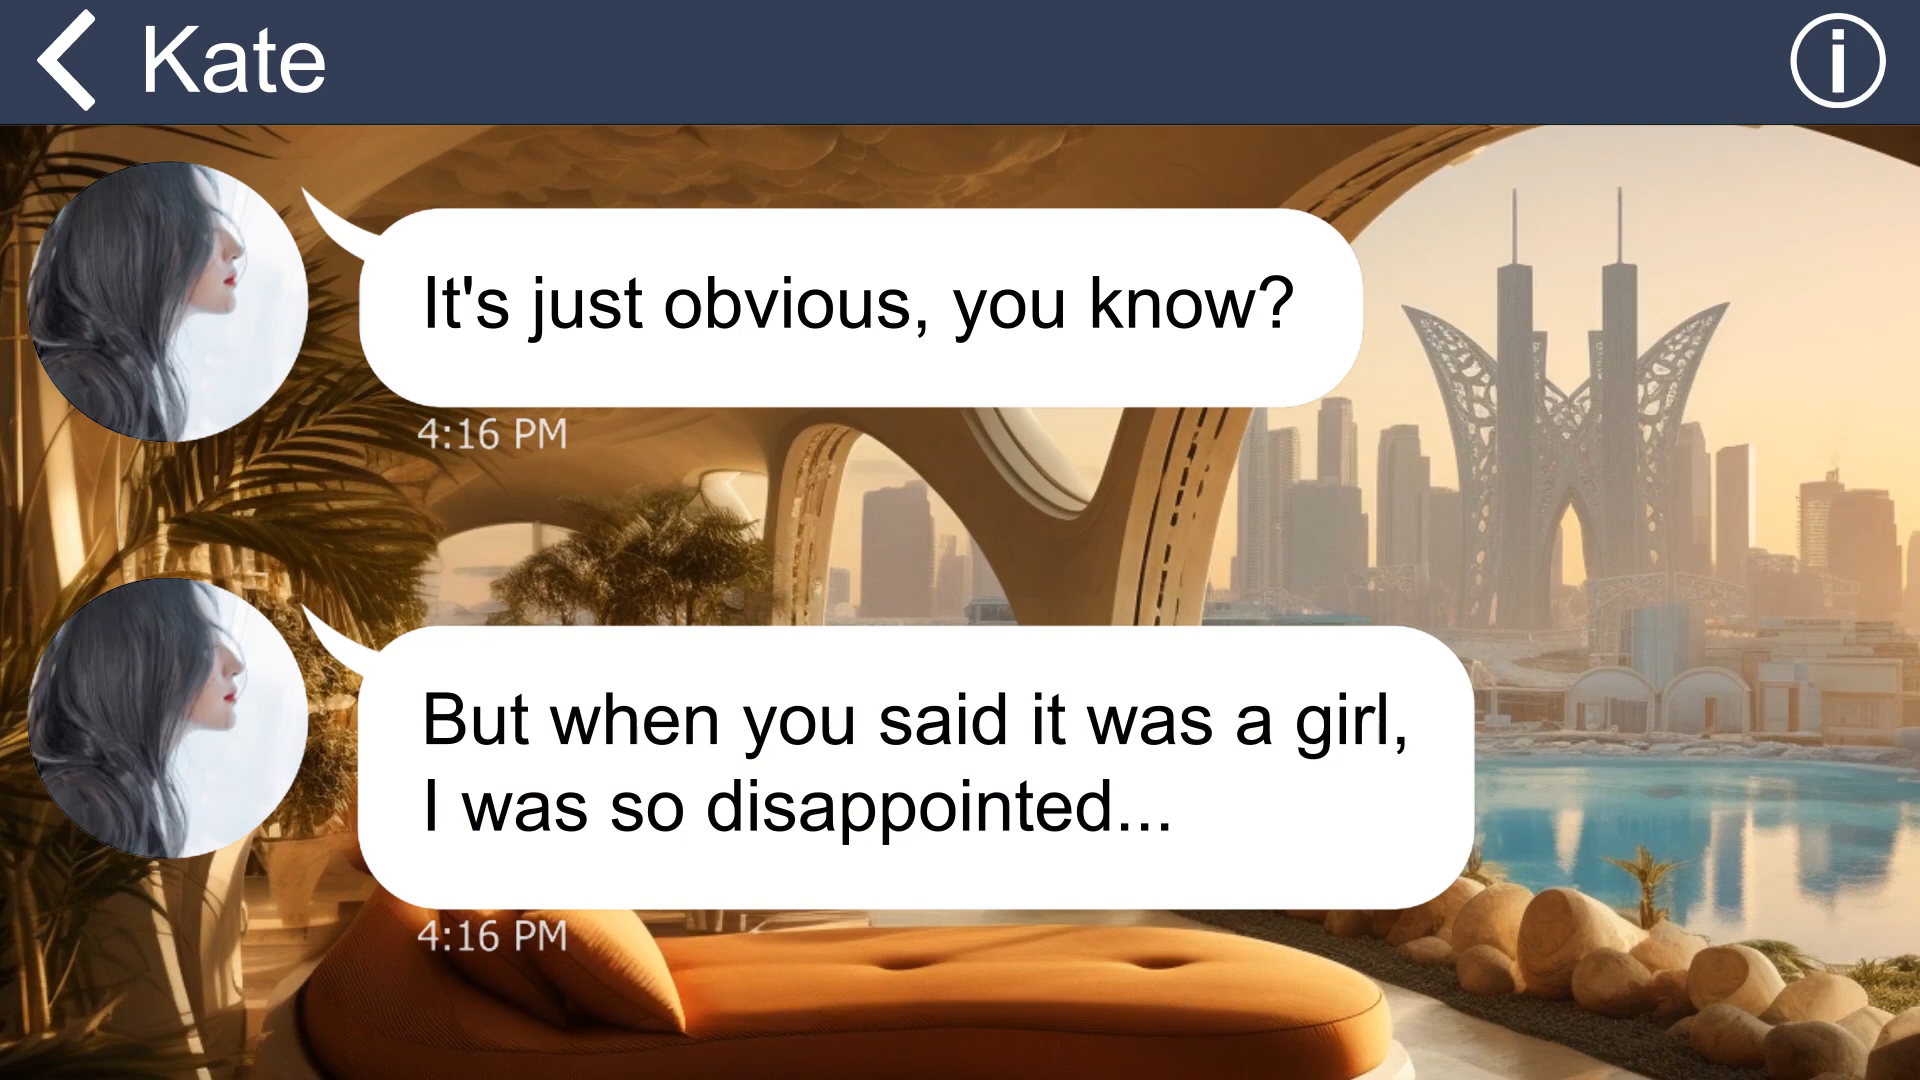 Kate
It's just obvious, you know?
4:16 PM
But when you said it was a girl,
I was so disappointed...
4:16 PM